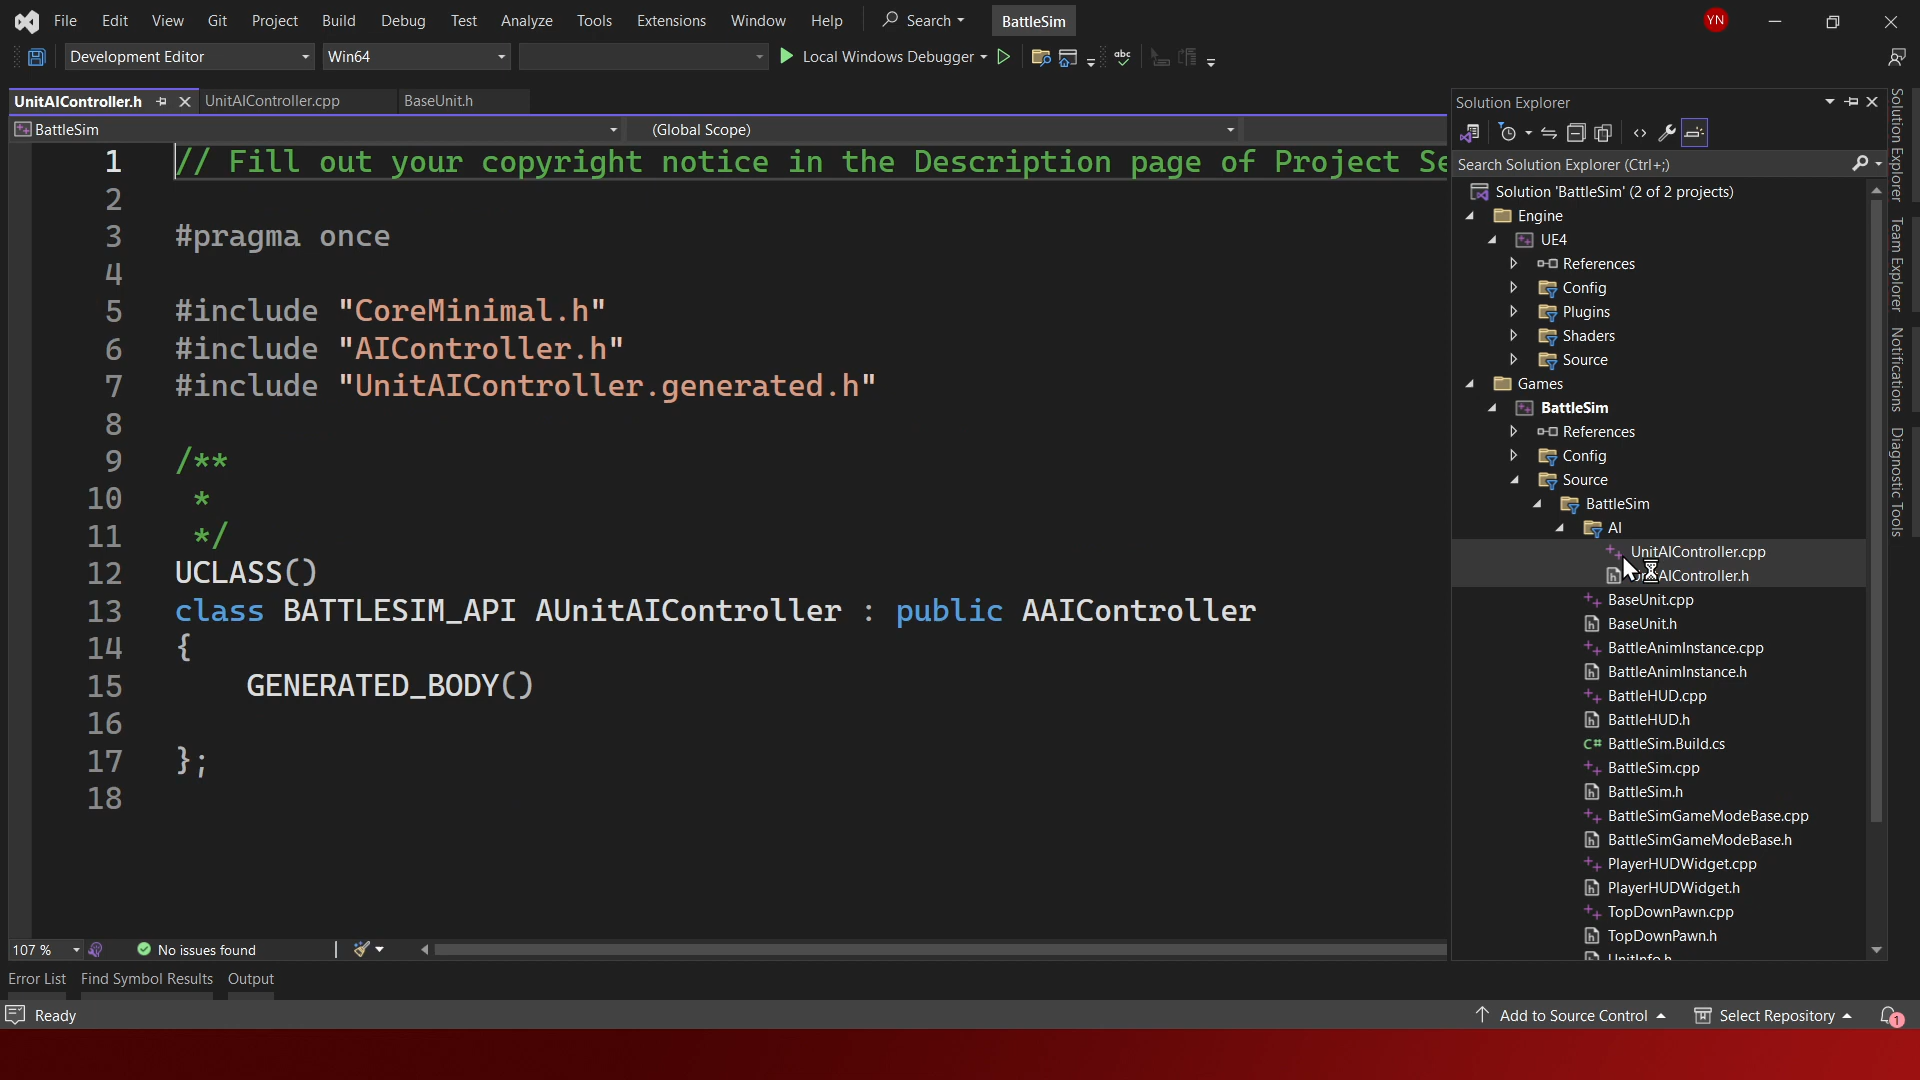 File Edit View Git Project Build Debug Test Analyze Tools Extensions Window Help Search BattleSim YN
Development Editor Win64 Local Windows Debugger abc
UnitAIController.h UnitAIController.cpp BaseUnit.h
BattleSim (Global Scope)
1 // Fill out your copyright notice in the Description page of Project Se
2
3 #pragma once
4
5 #include "CoreMinimal.h"
6 #include "AIController.h"
7 #include "UnitAIController.generated.h"
8
9 /**
10 *
11 */
12 UCLASS()
13 class BATTLESIM_API AUnitAIController : public AAIController
14 {
15 GENERATED_BODY()
16
17 };
18
107 % No issues found
Error List Find Symbol Results Output
Ready
Solution Explorer
Search Solution Explorer (Ctrl+;)
Solution 'BattleSim' (2 of 2 projects)
Engine
UE4
References
Config
Plugins
Shaders
Source
Games
BattleSim
References
Config
Source
BattleSim
AI
UnitAIController.cpp
AIController.h
BaseUnit.cpp
BaseUnit.h
BattleAnimInstance.cpp
BattleAnimInstance.h
BattleHUD.cpp
BattleHUD.h
C# BattleSim.Build.cs
BattleSim.cpp
BattleSim.h
BattleSimGameModeBase.cpp
BattleSimGameModeBase.h
PlayerHUDWidget.cpp
PlayerHUDWidget.h
TopDownPawn.cpp
TopDownPawn.h
UnitInfo.h
Solution Explorer
Team Explorer
Notifications
Diagnostic Tools
Add to Source Control Select Repository 1